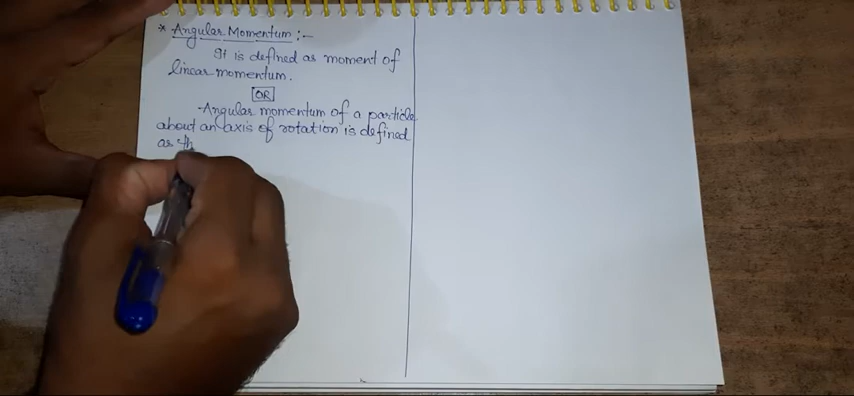 * Angular Momentum :-
It is defined as moment of
linear momentum.
OR
Angular momentum of a particle
about an axis of rotation is defined
as th